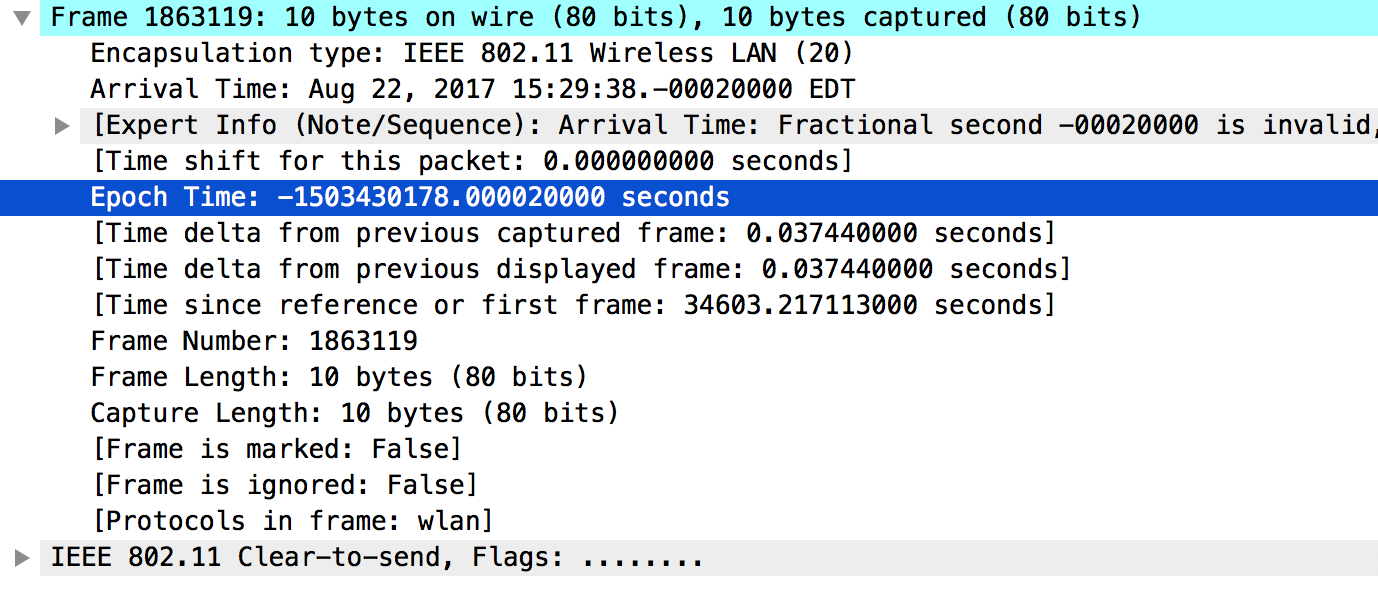 Frame 1863119: 10 bytes on wire (80 bits), 10 bytes captured (80 bits)
Encapsulation type: IEEE 802.11 Wireless LAN (20)
Arrival Time: Aug 22, 2017 15:29:38.-00020000 EDT
[Expert Info (Note/Sequence): Arrival Time: Fractional second -00020000 is invalid,
[Time shift for this packet: 0.000000000 seconds]
Epoch Time: -1503430178.000020000 seconds
[Time delta from previous captured frame: 0.037440000 seconds]
[Time delta from previous displayed frame: 0.037440000 seconds]
[Time since reference or first frame: 34603.217113000 seconds]
Frame Number: 1863119
Frame Length: 10 bytes (80 bits)
Capture Length: 10 bytes (80 bits)
[Frame is marked: False]
[Frame is ignored: False]
[Protocols in frame: wlan]
IEEE 802.11 Clear-to-send, Flags: ........